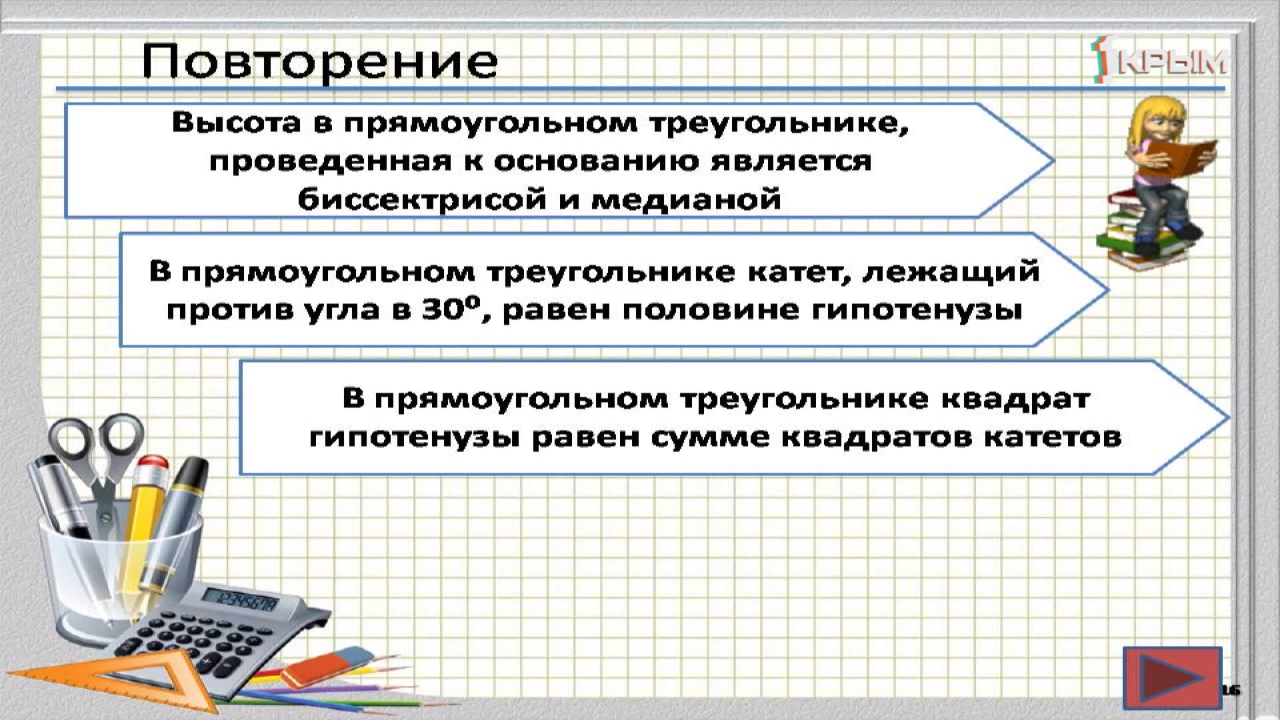 Повторение
1 КРЫМ
Высота в прямоугольном треугольнике,
проведенная к основанию является
биссектрисой и медианой
В прямоугольном треугольнике катет, лежащий
против угла в 30⁰, равен половине гипотенузы
В прямоугольном треугольнике квадрат
гипотенузы равен сумме квадратов катетов
16